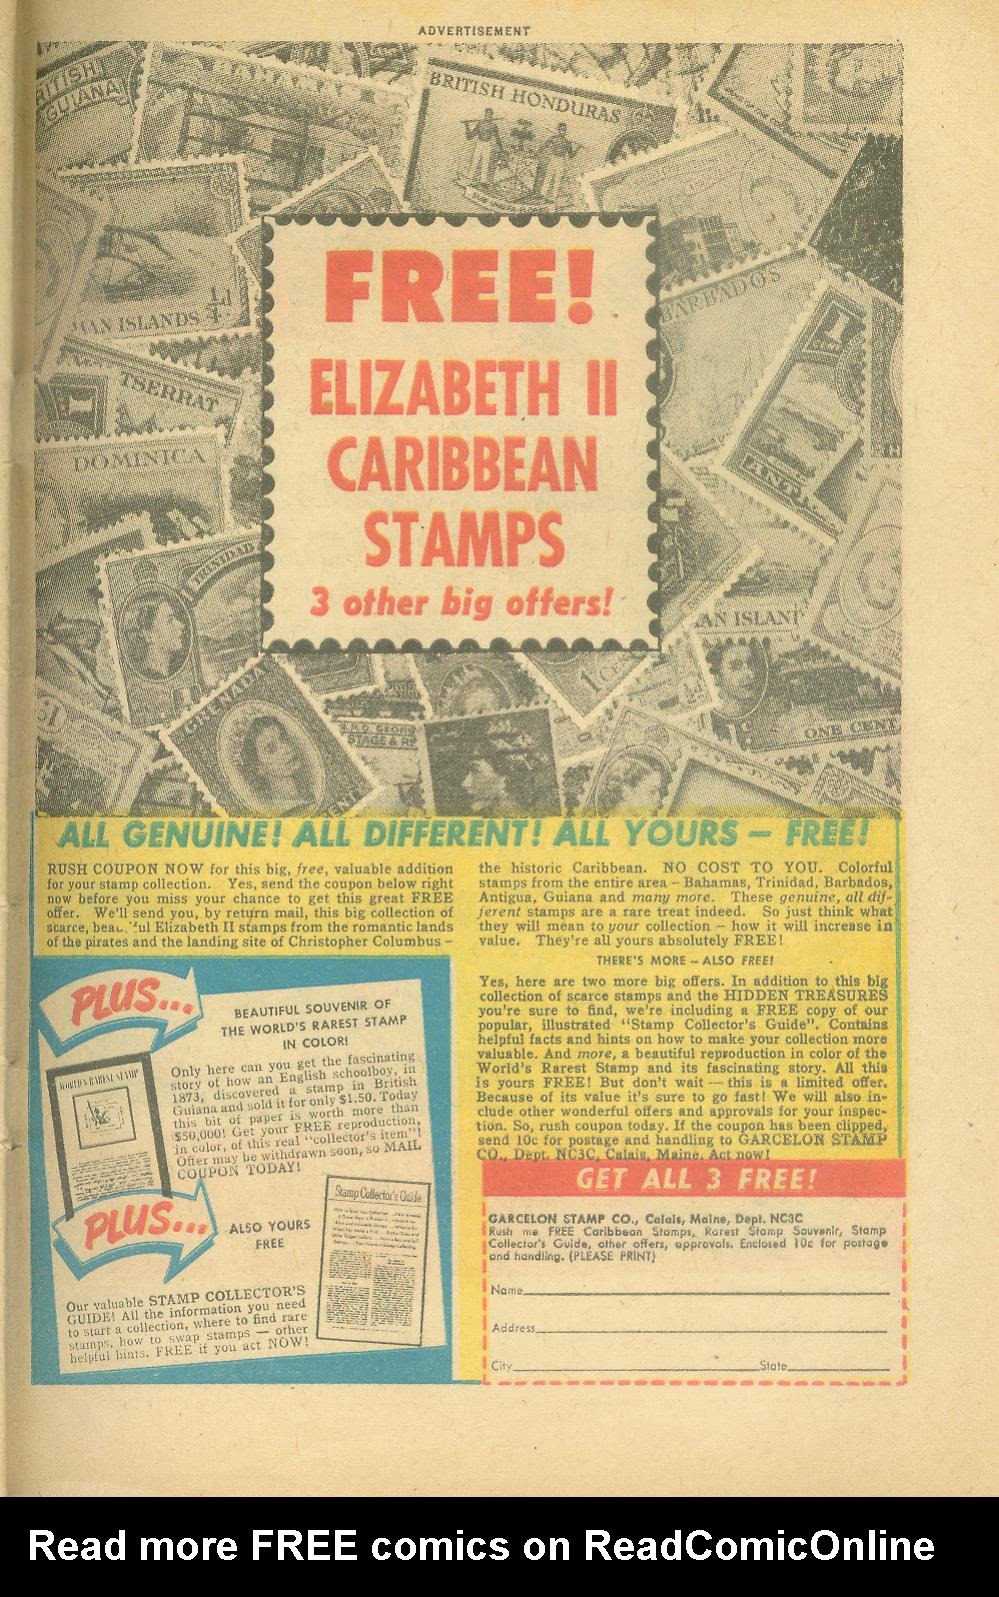 ADVERTISEMENT
BRITISH
GUIANA
BAHAMAS
BRITISH HONDURAS
MAN ISLANDS
½d
BARBADOS
1
CENT
ANTI
TSERRAT
1
DOMINICA
TRINIDAD
GRENADA
CENT
1c
AN ISLAN
ONE CENT
FREE!
ELIZABETH II
CARIBBEAN
STAMPS
3 other big offers!
ALL GENUINE! ALL DIFFERENT! ALL YOURS — FREE!
RUSH COUPON NOW for this big, free, valuable addition
for your stamp collection. Yes, send the coupon below right
now before you miss your chance to get this great FREE
offer. We'll send you, by return mail, this big collection of
scarce, beau..ful Elizabeth II stamps from the romantic lands
of the pirates and the landing site of Christopher Columbus —
the historic Caribbean. NO COST TO YOU. Colorful
stamps from the entire area — Bahamas, Trinidad, Barbados,
Antigua, Guiana and many more. These genuine, all dif-
ferent stamps are a rare treat indeed. So just think what
they will mean to your collection — how it will increase in
value. They're all yours absolutely FREE!
THERE'S MORE — ALSO FREE!
Yes, here are two more big offers. In addition to this big
collection of scarce stamps and the HIDDEN TREASURES
you're sure to find, we're including a FREE copy of our
popular, illustrated "Stamp Collector's Guide". Contains
helpful facts and hints on how to make your collection more
valuable. And more, a beautiful reproduction in color of the
World's Rarest Stamp and its fascinating story. All this
is yours FREE! But don't wait — this is a limited offer.
Because of its value it's sure to go fast! We will also in-
clude other wonderful offers and approvals for your inspec-
tion. So, rush coupon today. If the coupon has been clipped,
send 10c for postage and handling to GARCELON STAMP
CO., Dept. NC3C, Calais, Maine. Act now!
PLUS...
BEAUTIFUL SOUVENIR OF
THE WORLD'S RAREST STAMP
IN COLOR!
WORLD'S RAREST STAMP
Only here can you get the fascinating
story of how an English schoolboy, in
1873, discovered a stamp in British
Guiana and sold it for only $1.50. Today
this bit of paper is worth more than
$50,000! Get your FREE reproduction,
in color, of this real "collector's item"!
Offer may be withdrawn soon, so MAIL
COUPON TODAY!
PLUS...
ALSO YOURS
FREE
Stamp Collector's Guide
Our valuable STAMP COLLECTOR'S
GUIDE! All the information you need
to start a collection, where to find rare
stamps, how to swap stamps — other
helpful hints. FREE if you act NOW!
GET ALL 3 FREE!
GARCELON STAMP CO., Calais, Maine, Dept. NC3C
Rush me FREE Caribbean Stamps, Rarest Stamp Souvenir, Stamp
Collector's Guide, other offers, approvals. Enclosed 10c for postage
and handling. (PLEASE PRINT)
Name
Address
City State
Read more FREE comics on ReadComicOnline